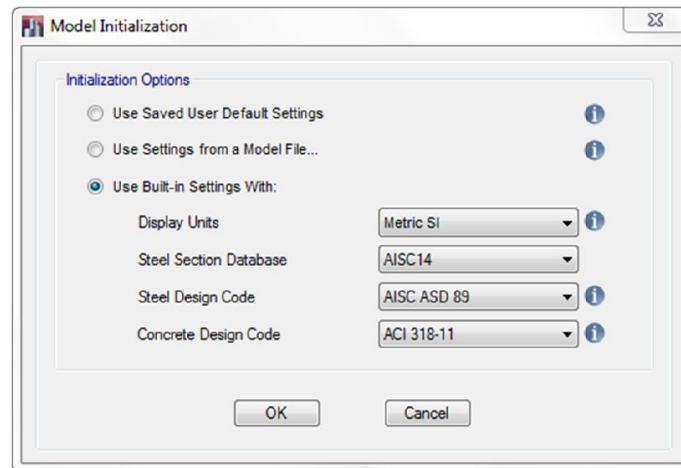 Model Initialization
Initialization Options
Use Saved User Default Settings
Use Settings from a Model File...
Use Built-in Settings With:
Display Units Metric SI
Steel Section Database AISC14
Steel Design Code AISC ASD 89
Concrete Design Code ACI 318-11
OK Cancel